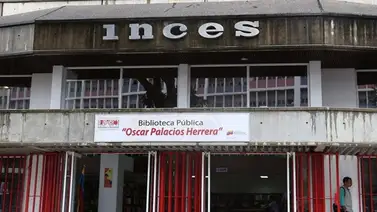 inces
Biblioteca Pública
"Oscar Palacios Herrera"